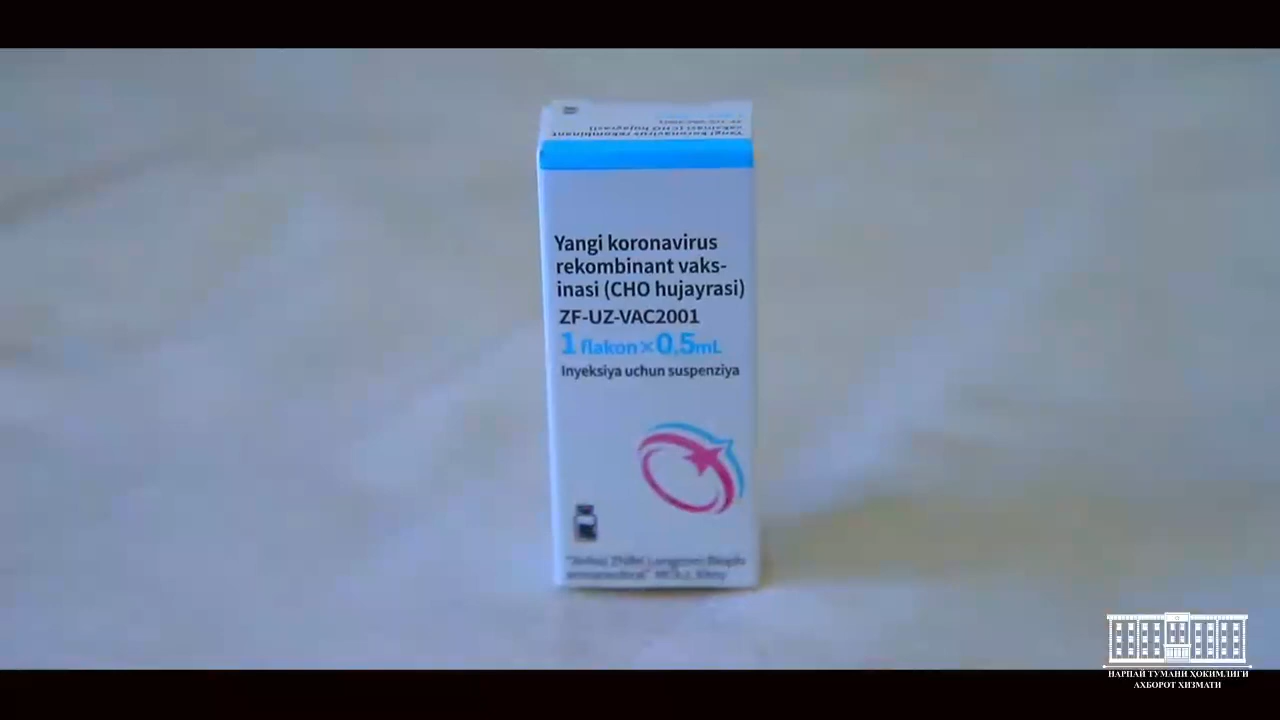 Yangi koronavirus
rekombinant vaks-
inasi (CHO hujayrasi)
ZF-UZ-VAC2001
1 flakon×0,5mL
Inyeksiya uchun suspenziya
НАРПАЙ ТУМАНИ ҲОКИМЛИГИ
АХБОРОТ ХИЗМАТИ